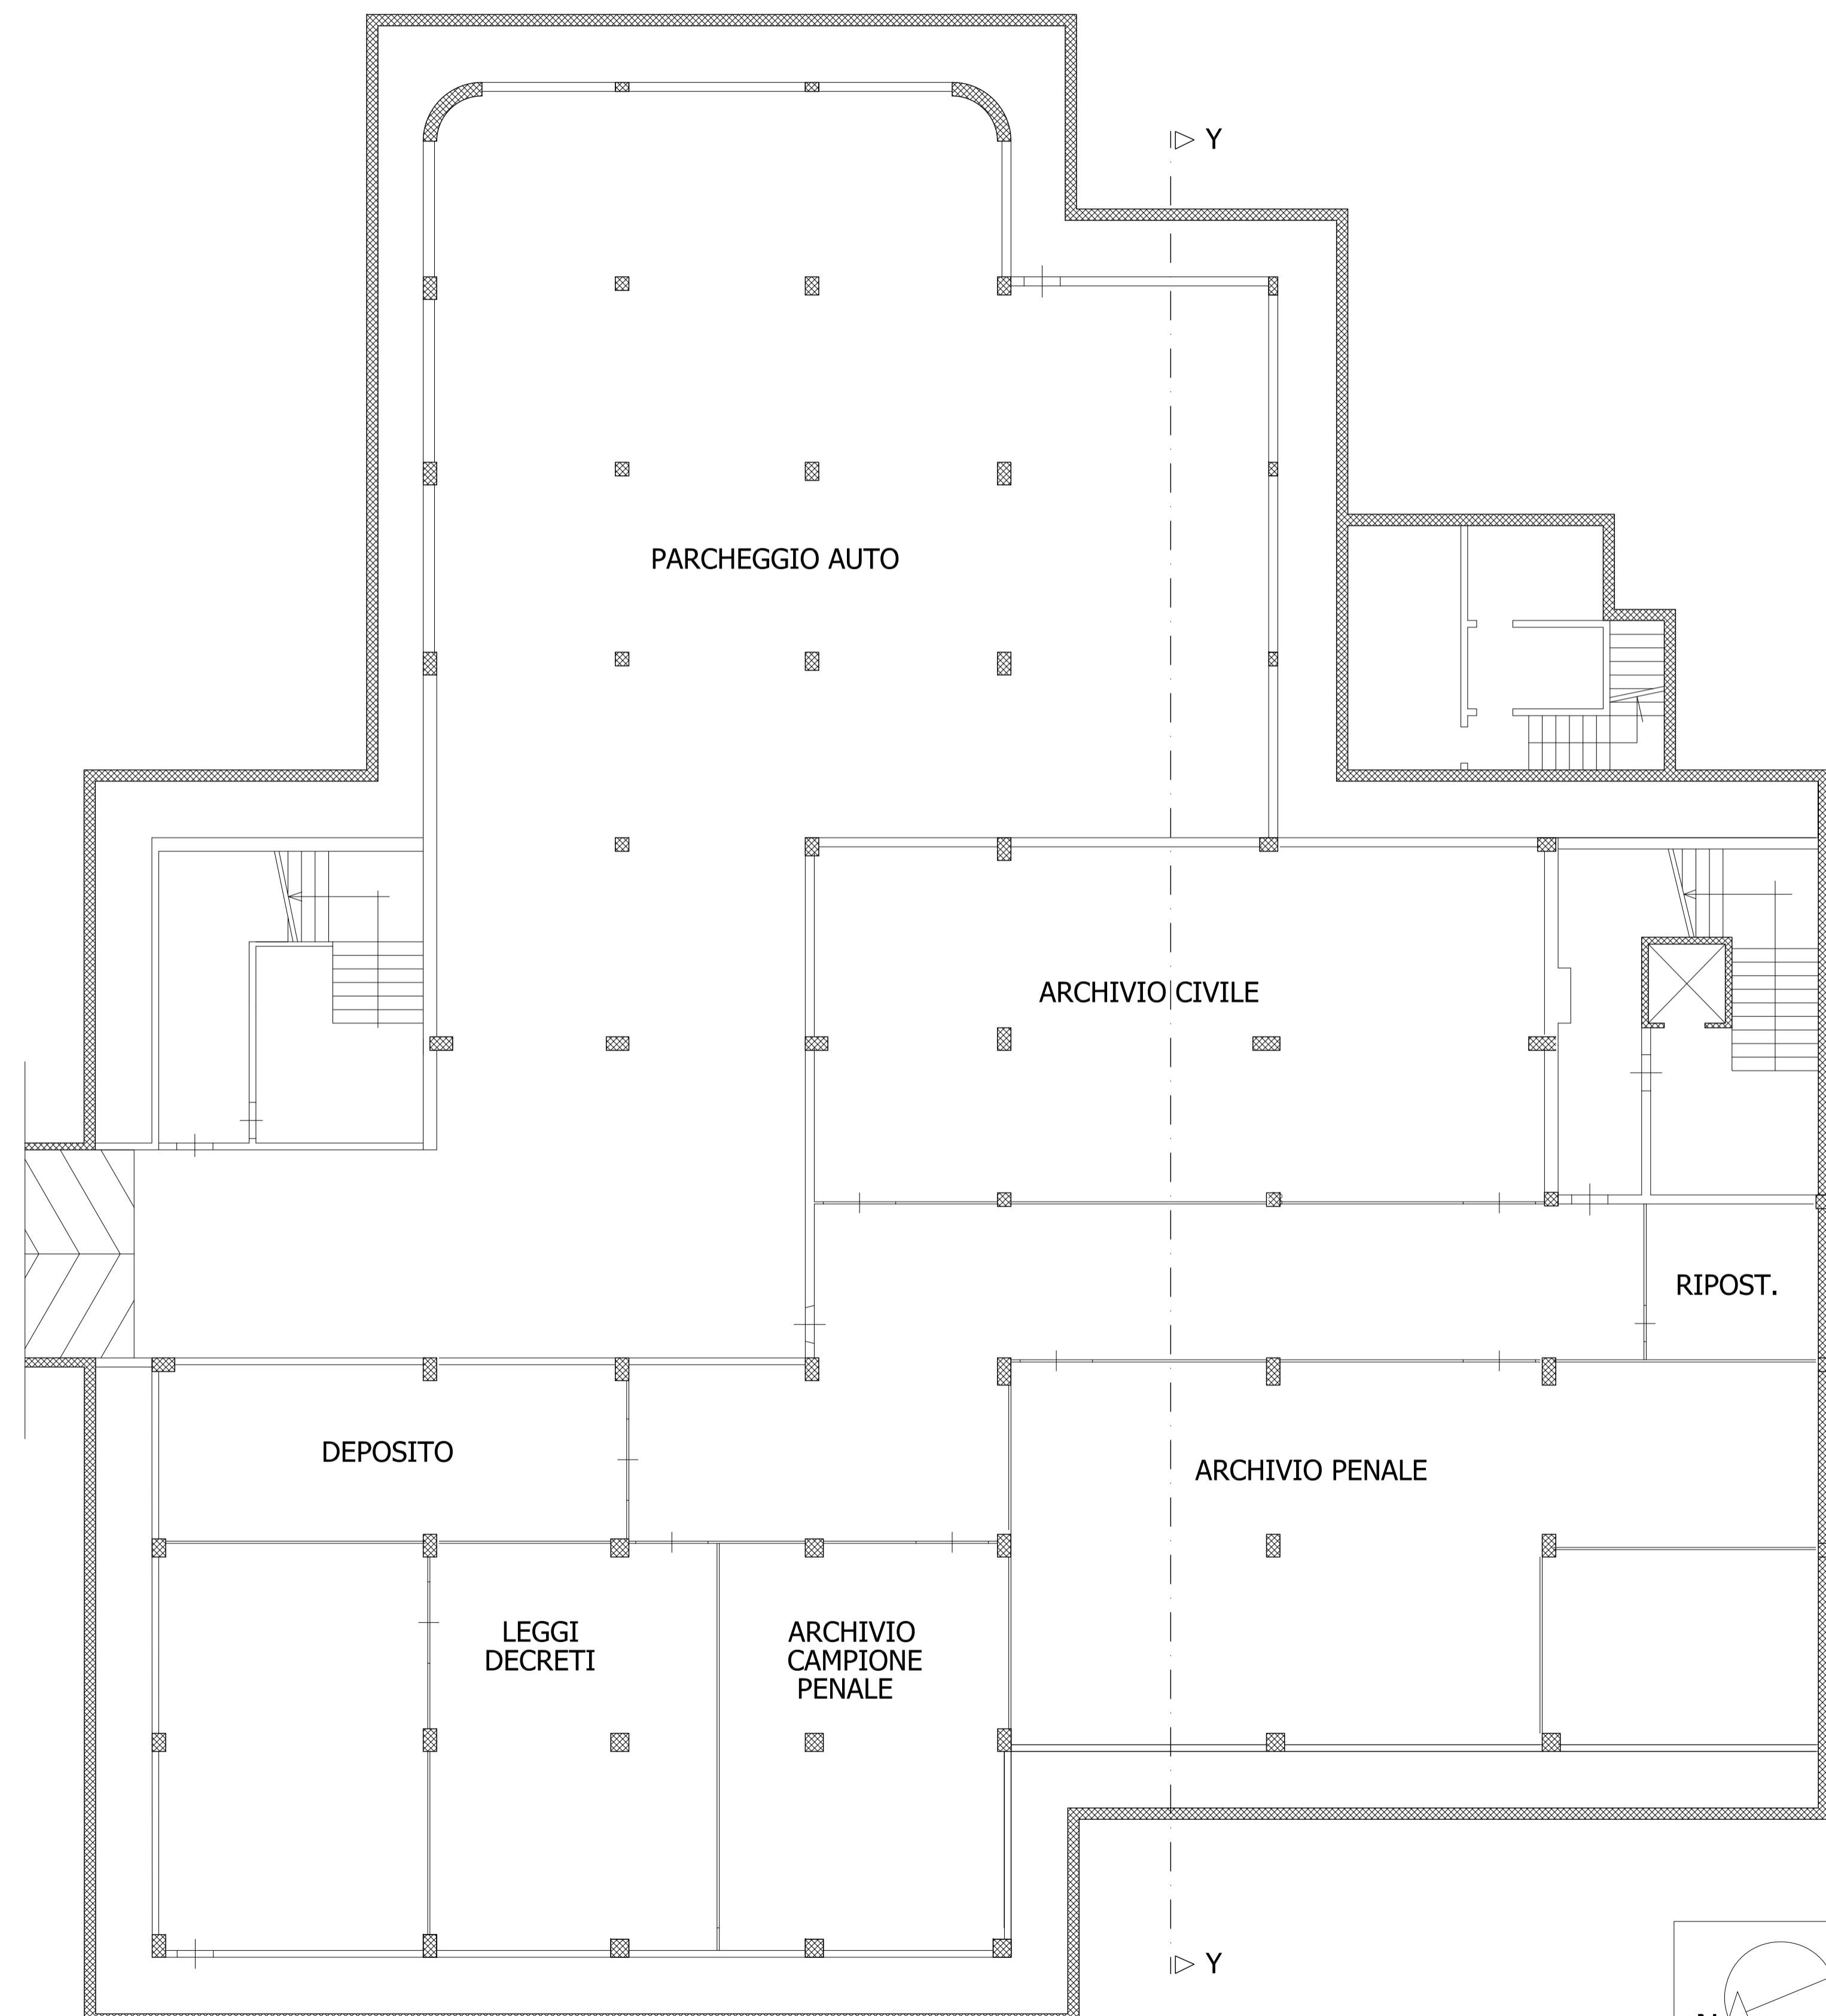 Y
PARCHEGGIO AUTO
ARCHIVIO CIVILE
RIPOST.
DEPOSITO
ARCHIVIO PENALE
LEGGI
DECRETI
ARCHIVIO
CAMPIONE
PENALE
Y